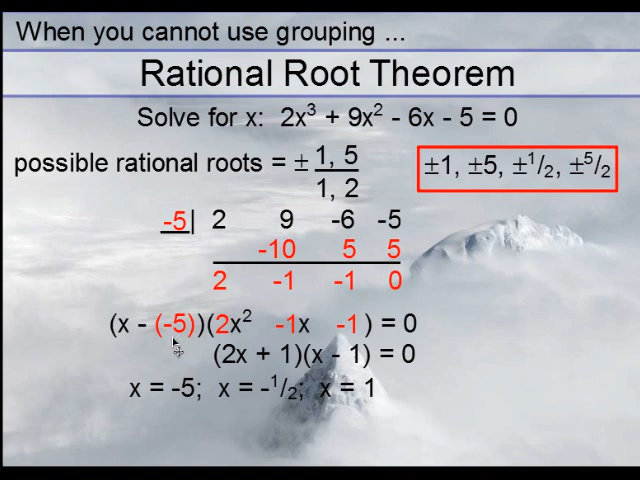 When you cannot use grouping ...
Rational Root Theorem
Solve for x: 2x³ + 9x² - 6x - 5 = 0
possible rational roots = ± 1, 5 / 1, 2
±1, ±5, ±¹/₂, ±⁵/₂
-5| 2 9 -6 -5
-10 5 5
2 -1 -1 0
(x - (-5))(2x² -1x -1 ) = 0
(2x + 1)(x - 1) = 0
x = -5; x = -¹/₂; x = 1